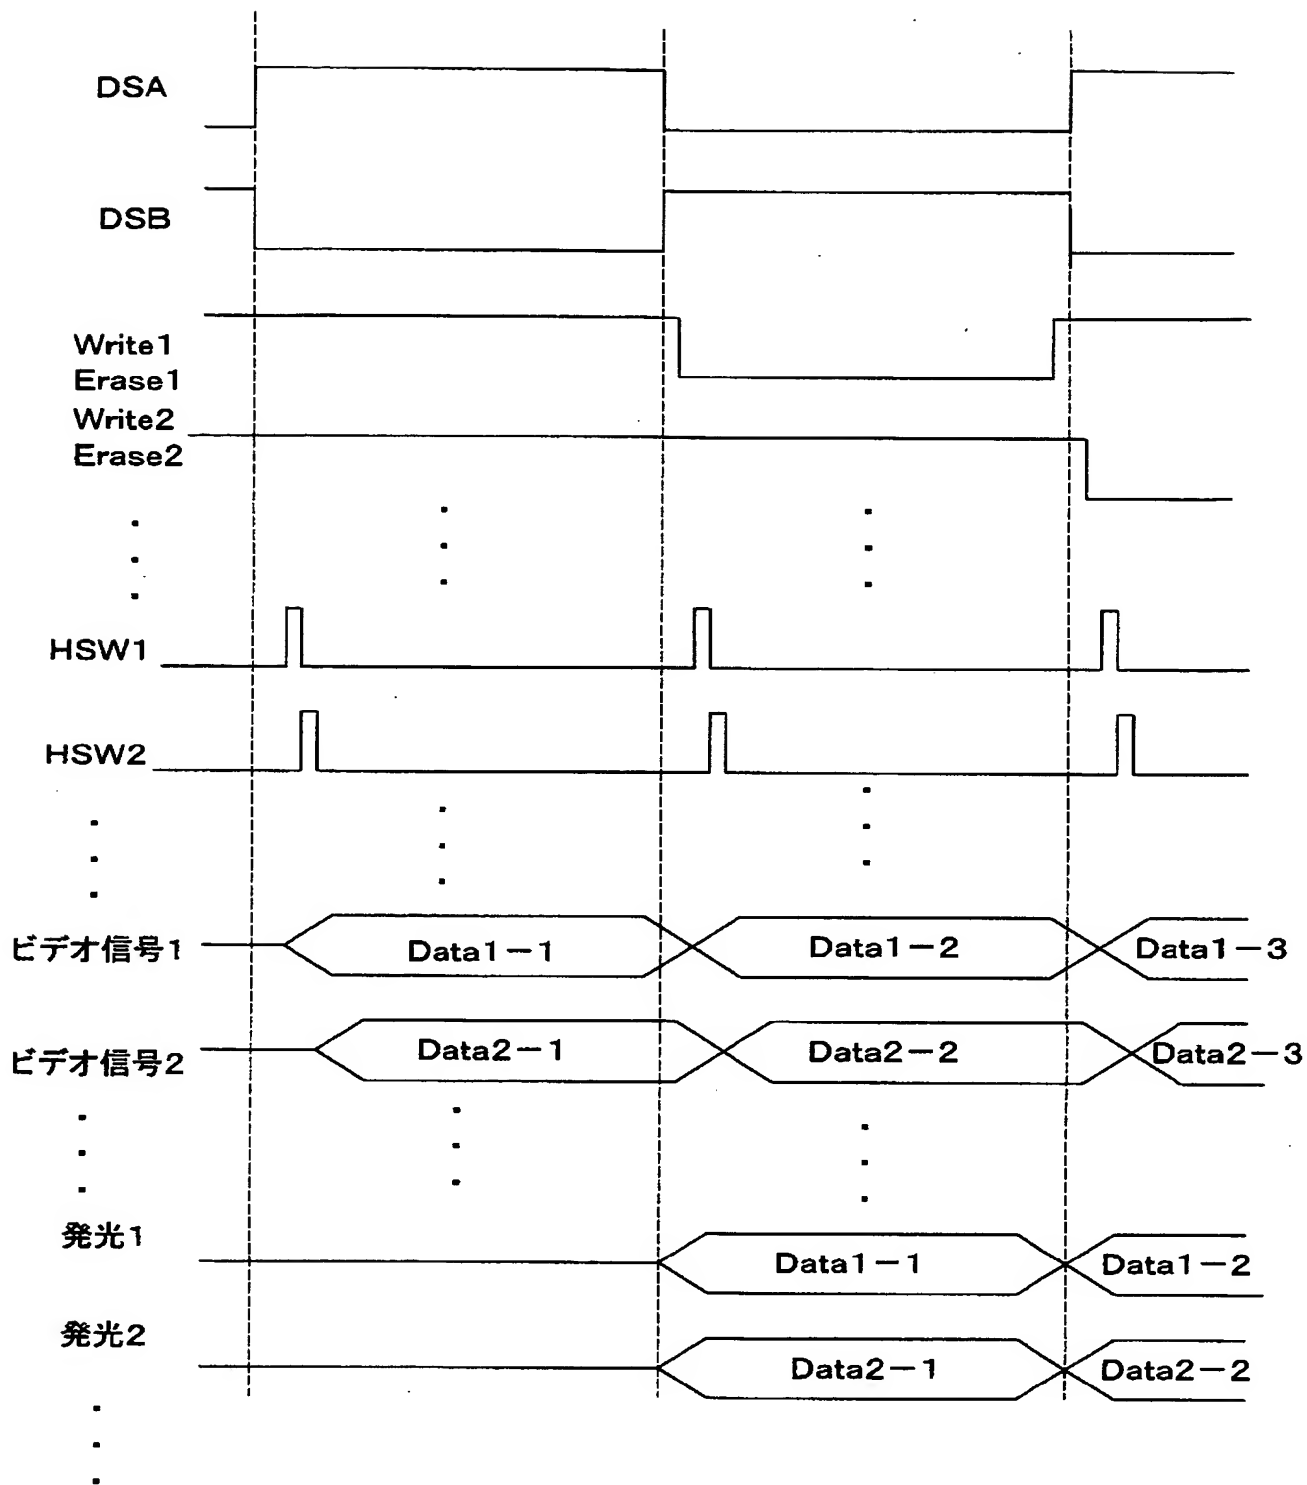 DSA
DSB
Write1
Erase1
Write2
Erase2
HSW1
HSW2
ビデオ信号1 Data1-1 Data1-2 Data1-3
ビデオ信号2 Data2-1 Data2-2 Data2-3
発光1 Data1-1 Data1-2
発光2 Data2-1 Data2-2